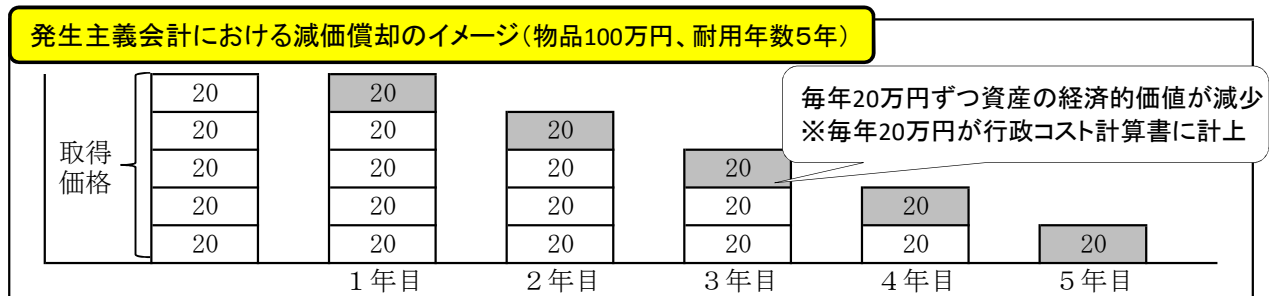 発生主義会計における減価償却のイメージ（物品100万円、耐用年数５年）
毎年20万円ずつ資産の経済的価値が減少
※毎年20万円が行政コスト計算書に計上
取得
価格
20 20
20 20 20
20 20 20 20
20 20 20 20 20
20 20 20 20 20 20
１年目 ２年目 ３年目 ４年目 ５年目